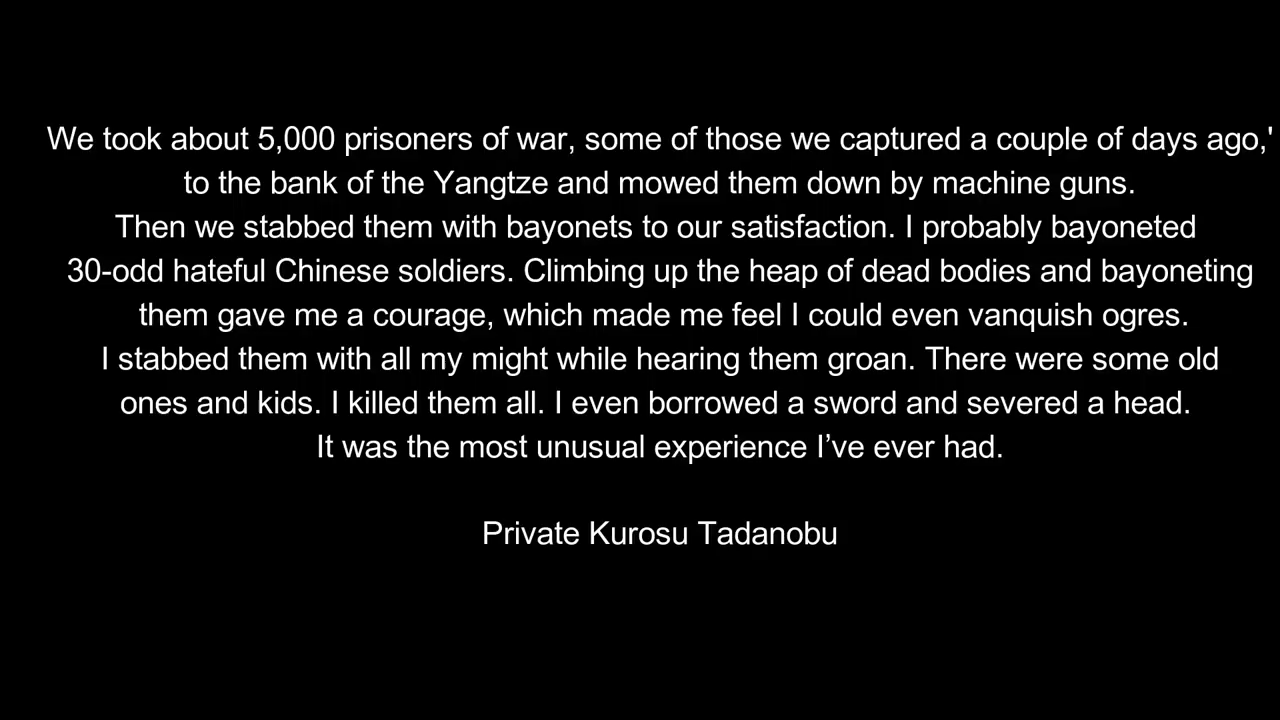 We took about 5,000 prisoners of war, some of those we captured a couple of days ago,'
to the bank of the Yangtze and mowed them down by machine guns.
Then we stabbed them with bayonets to our satisfaction. I probably bayoneted
30-odd hateful Chinese soldiers. Climbing up the heap of dead bodies and bayoneting
them gave me a courage, which made me feel I could even vanquish ogres.
I stabbed them with all my might while hearing them groan. There were some old
ones and kids. I killed them all. I even borrowed a sword and severed a head.
It was the most unusual experience I’ve ever had.
Private Kurosu Tadanobu